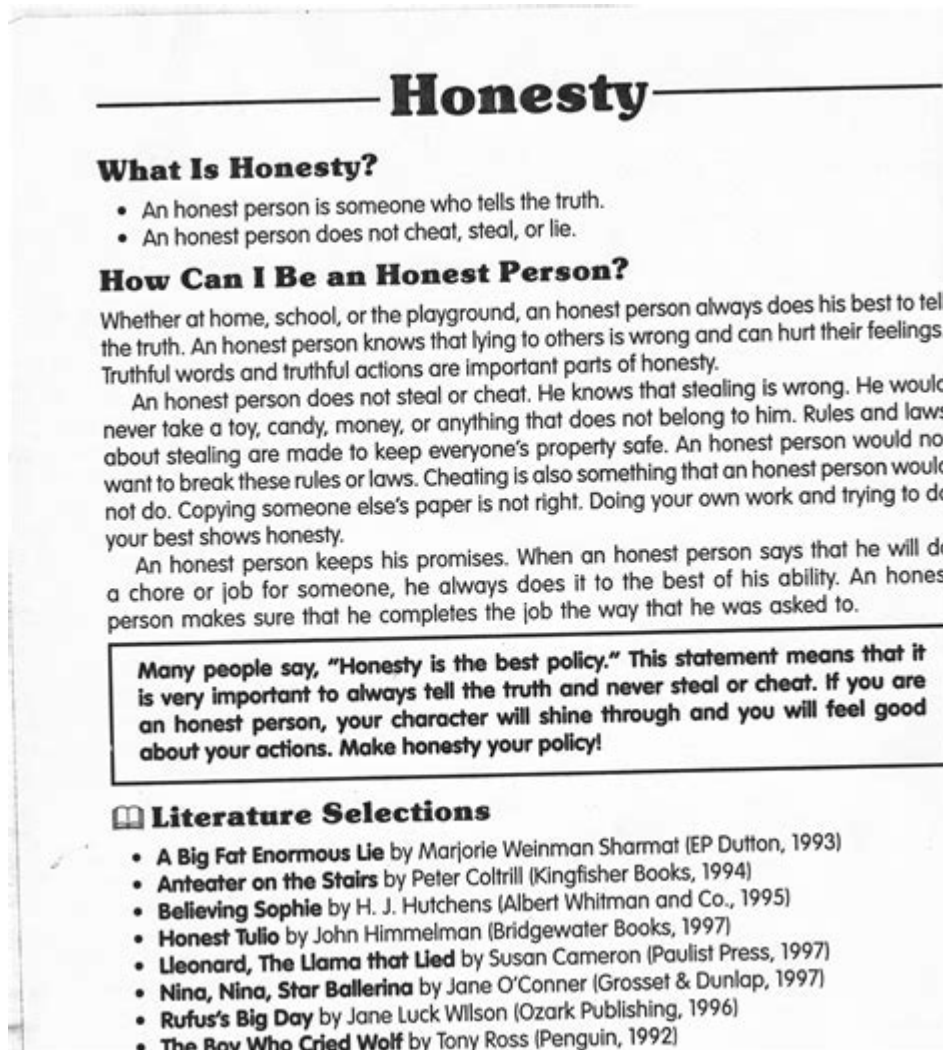 Honesty
What Is Honesty?
• An honest person is someone who tells the truth.
• An honest person does not cheat, steal, or lie.
How Can I Be an Honest Person?
Whether at home, school, or the playground, an honest person always does his best to tell
the truth. An honest person knows that lying to others is wrong and can hurt their feelings.
Truthful words and truthful actions are important parts of honesty.
An honest person does not steal or cheat. He knows that stealing is wrong. He would
never take a toy, candy, money, or anything that does not belong to him. Rules and laws
about stealing are made to keep everyone's property safe. An honest person would no
want to break these rules or laws. Cheating is also something that an honest person would
not do. Copying someone else's paper is not right. Doing your own work and trying to do
your best shows honesty.
An honest person keeps his promises. When an honest person says that he will do
a chore or job for someone, he always does it to the best of his ability. An hones
person makes sure that he completes the job the way that he was asked to.
Many people say, "Honesty is the best policy." This statement means that it
is very important to always tell the truth and never steal or cheat. If you are
an honest person, your character will shine through and you will feel good
about your actions. Make honesty your policy!
Literature Selections
• A Big Fat Enormous Lie by Marjorie Weinman Sharmat (EP Dutton, 1993)
• Anteater on the Stairs by Peter Coltrill (Kingfisher Books, 1994)
• Believing Sophie by H. J. Hutchens (Albert Whitman and Co., 1995)
• Honest Tulio by John Himmelman (Bridgewater Books, 1997)
• Lleonard, The Llama that Lied by Susan Cameron (Paulist Press, 1997)
• Nina, Nina, Star Ballerina by Jane O'Conner (Grosset & Dunlap, 1997)
• Rufus's Big Day by Jane Luck WIlson (Ozark Publishing, 1996)
• The Boy Who Cried Wolf by Tony Ross (Penguin, 1992)